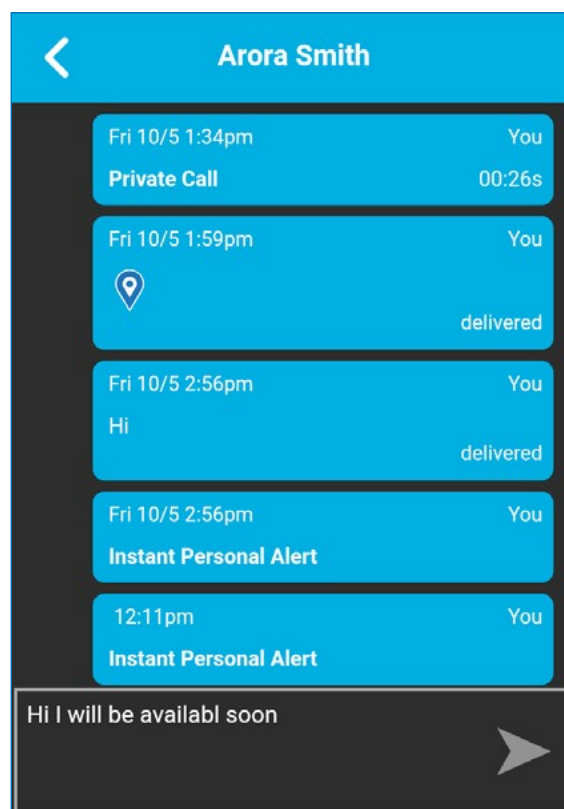 Arora Smith
Fri 10/5 1:34pm You
Private Call 00:26s
Fri 10/5 1:59pm You
delivered
Fri 10/5 2:56pm You
Hi
delivered
Fri 10/5 2:56pm You
Instant Personal Alert
12:11pm You
Instant Personal Alert
Hi I will be availabl soon